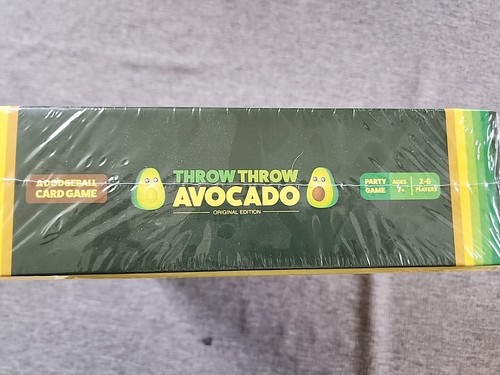 A DODGEBALL
CARD GAME
THROW THROW
AVOCADO
ORIGINAL EDITION
PARTY
GAME
AGES
7+
2-6
PLAYERS